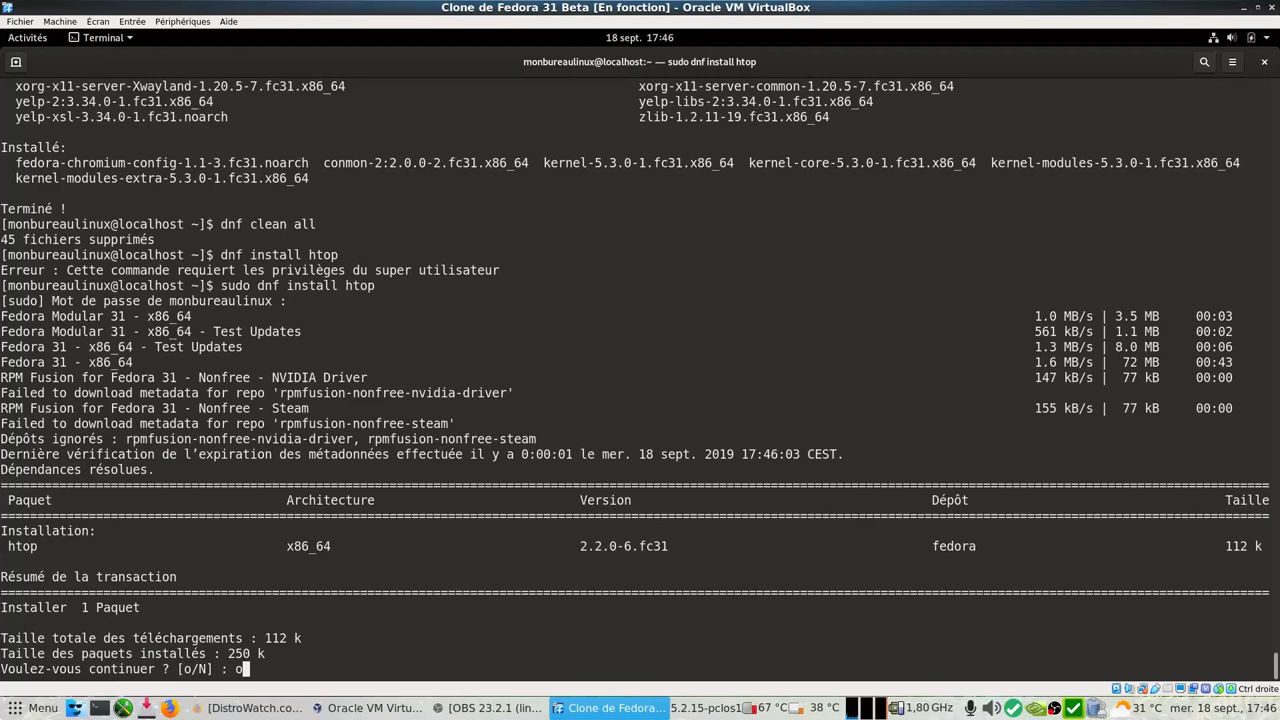 Clone de Fedora 31 Beta [En fonction] - Oracle VM VirtualBox
Fichier Machine Écran Entrée Périphériques Aide
Activités Terminal 18 sept. 17:46
monbureaulinux@localhost:~ — sudo dnf install htop
xorg-x11-server-Xwayland-1.20.5-7.fc31.x86_64 xorg-x11-server-common-1.20.5-7.fc31.x86_64
yelp-2:3.34.0-1.fc31.x86_64 yelp-libs-2:3.34.0-1.fc31.x86_64
yelp-xsl-3.34.0-1.fc31.noarch zlib-1.2.11-19.fc31.x86_64
Installé:
fedora-chromium-config-1.1-3.fc31.noarch conmon-2:2.0.0-2.fc31.x86_64 kernel-5.3.0-1.fc31.x86_64 kernel-core-5.3.0-1.fc31.x86_64 kernel-modules-5.3.0-1.fc31.x86_64
kernel-modules-extra-5.3.0-1.fc31.x86_64
Terminé !
[monbureaulinux@localhost ~]$ dnf clean all
45 fichiers supprimés
[monbureaulinux@localhost ~]$ dnf install htop
Erreur : Cette commande requiert les privilèges du super utilisateur
[monbureaulinux@localhost ~]$ sudo dnf install htop
[sudo] Mot de passe de monbureaulinux :
Fedora Modular 31 - x86_64 1.0 MB/s | 3.5 MB 00:03
Fedora Modular 31 - x86_64 - Test Updates 561 kB/s | 1.1 MB 00:02
Fedora 31 - x86_64 - Test Updates 1.3 MB/s | 8.0 MB 00:06
Fedora 31 - x86_64 1.6 MB/s | 72 MB 00:43
RPM Fusion for Fedora 31 - Nonfree - NVIDIA Driver 147 kB/s | 77 kB 00:00
Failed to download metadata for repo 'rpmfusion-nonfree-nvidia-driver'
RPM Fusion for Fedora 31 - Nonfree - Steam 155 kB/s | 77 kB 00:00
Failed to download metadata for repo 'rpmfusion-nonfree-steam'
Dépôts ignorés : rpmfusion-nonfree-nvidia-driver, rpmfusion-nonfree-steam
Dernière vérification de l’expiration des métadonnées effectuée il y a 0:00:01 le mer. 18 sept. 2019 17:46:03 CEST.
Dépendances résolues.
Paquet Architecture Version Dépôt Taille
Installation:
htop x86_64 2.2.0-6.fc31 fedora 112 k
Résumé de la transaction
Installer 1 Paquet
Taille totale des téléchargements : 112 k
Taille des paquets installés : 250 k
Voulez-vous continuer ? [o/N] : o
Ctrl droite
Menu [DistroWatch.co... Oracle VM Virtu... [OBS 23.2.1 (lin... Clone de Fedora... 5.2.15-pclos1 67 °C 38 °C 1,80 GHz 31 °C mer. 18 sept., 17:46